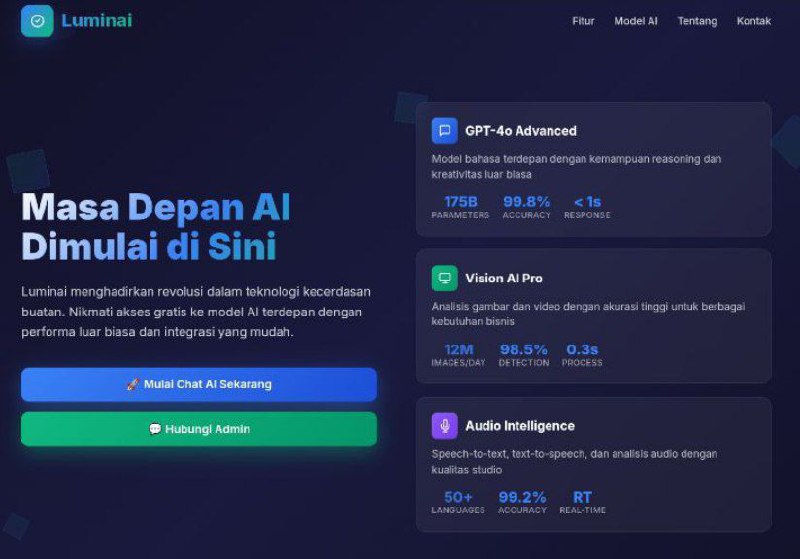 Luminai
Fitur Model AI Tentang Kontak
Masa Depan AI
Dimulai di Sini
Luminai menghadirkan revolusi dalam teknologi kecerdasan
buatan. Nikmati akses gratis ke model AI terdepan dengan
performa luar biasa dan integrasi yang mudah.
🚀 Mulai Chat AI Sekarang
💬 Hubungi Admin
GPT-4o Advanced
Model bahasa terdepan dengan kemampuan reasoning dan
kreativitas luar biasa
175B 99.8% < 1s
PARAMETERS ACCURACY RESPONSE
Vision AI Pro
Analisis gambar dan video dengan akurasi tinggi untuk berbagai
kebutuhan bisnis
12M 98.5% 0.3s
IMAGES/DAY DETECTION PROCESS
Audio Intelligence
Speech-to-text, text-to-speech, dan analisis audio dengan
kualitas studio
50+ 99.2% RT
LANGUAGES ACCURACY REAL-TIME